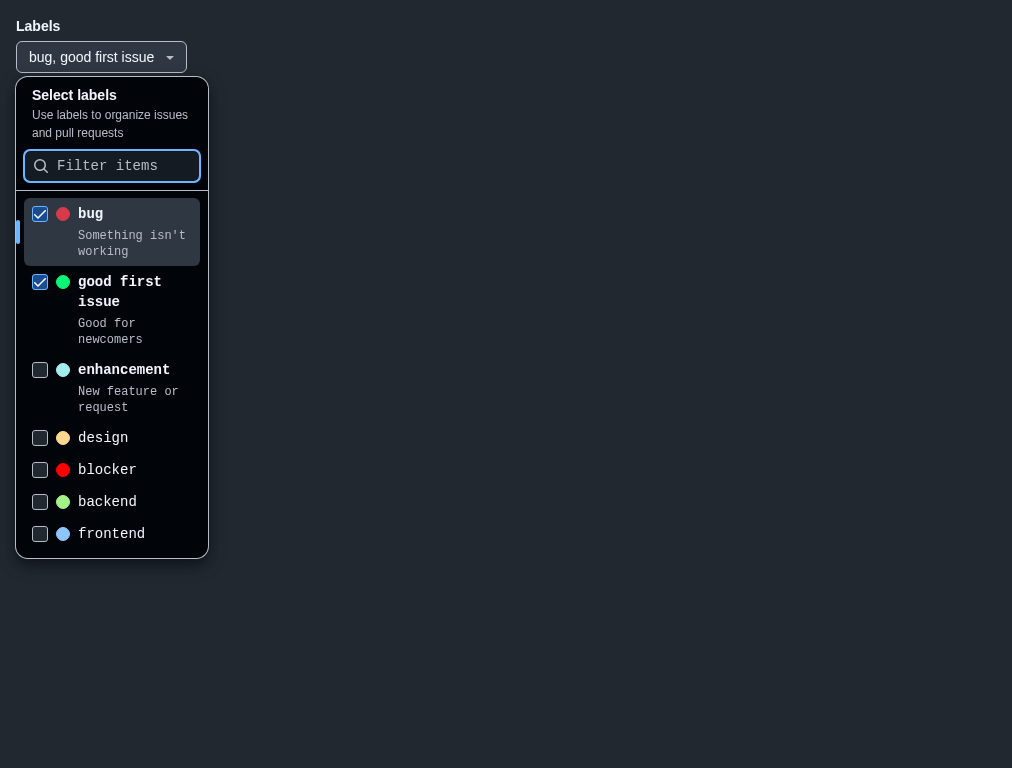 Labels
bug, good first issue
Select labels
Use labels to organize issues
and pull requests
Filter items
bug
Something isn't
working
good first
issue
Good for
newcomers
enhancement
New feature or
request
design
blocker
backend
frontend